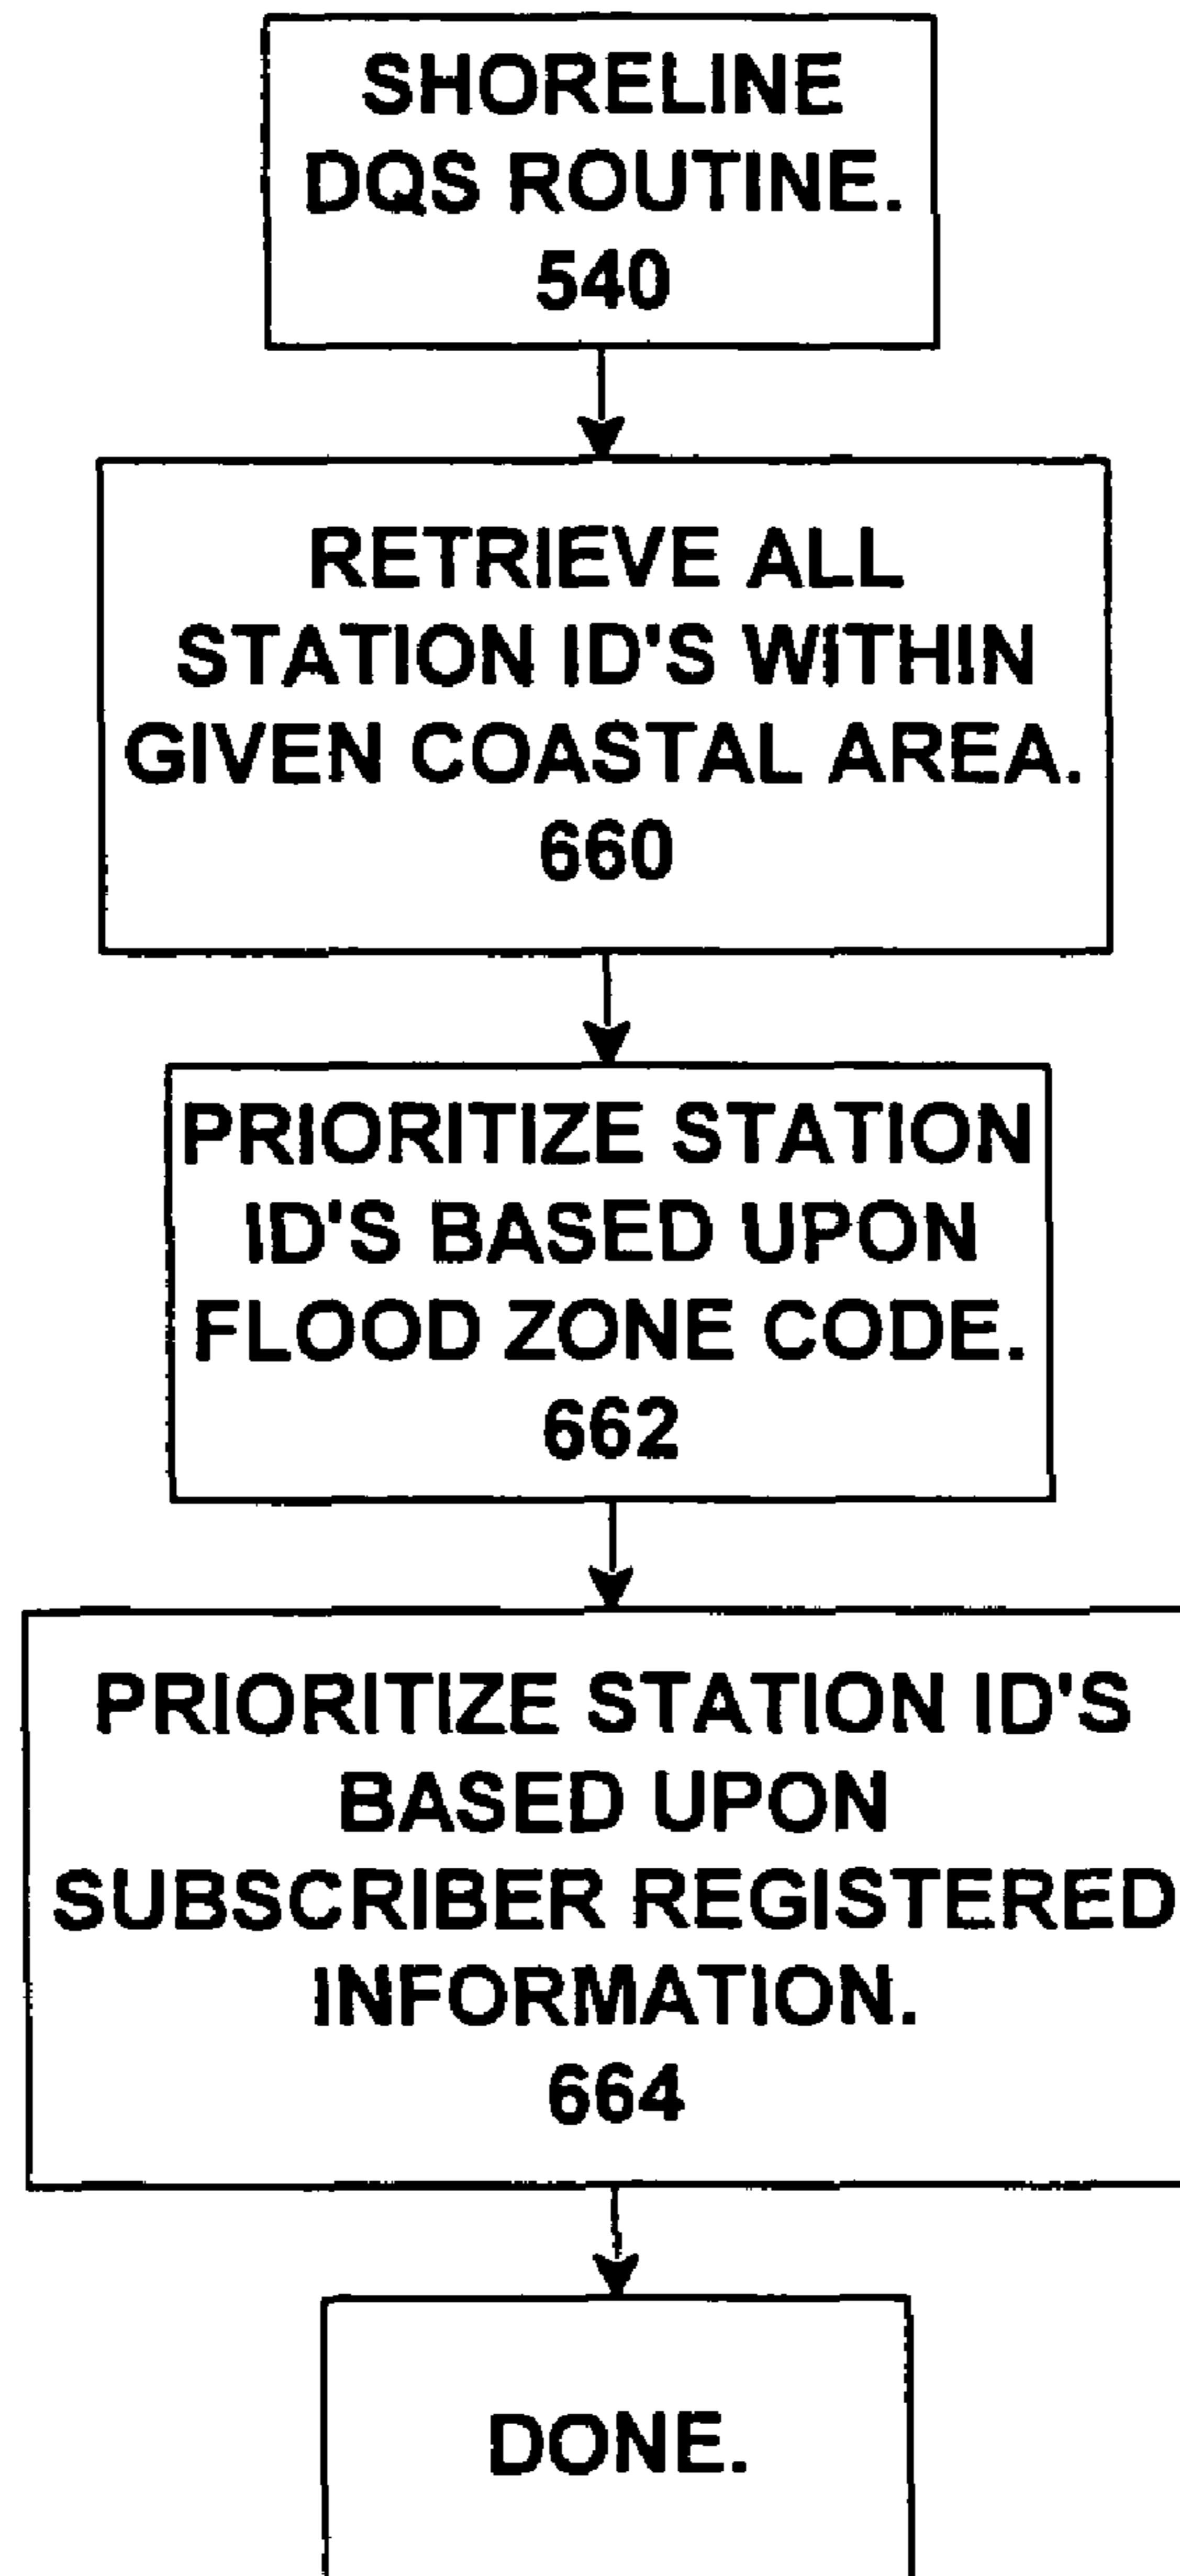 SHORELINE
DQS ROUTINE.
540
RETRIEVE ALL
STATION ID'S WITHIN
GIVEN COASTAL AREA.
660
PRIORITIZE STATION
ID'S BASED UPON
FLOOD ZONE CODE.
662
PRIORITIZE STATION ID'S
BASED UPON
SUBSCRIBER REGISTERED
INFORMATION.
664
DONE.